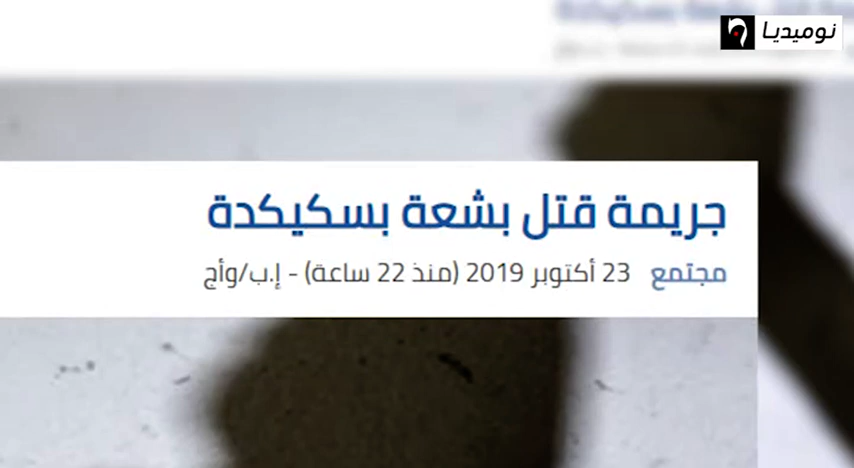 نوميديا
جريمة قتل بشعة بسكيكدة
مجتمع 23 أكتوبر 2019 (منذ 22 ساعة) - إ.ب/وأج